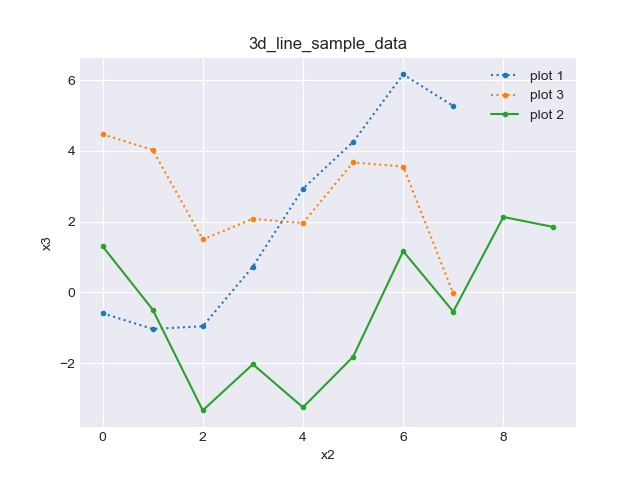 3d_line_sample_data
plot 1
plot 3
plot 2
6
4
2
0
−2
x3
0 2 4 6 8
x2